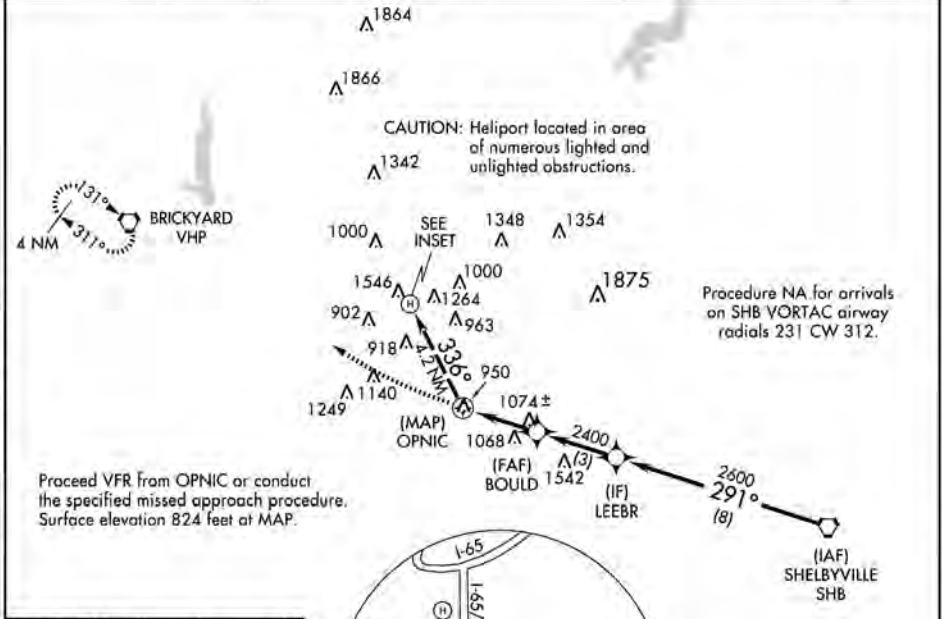 1864
1866
CAUTION: Heliport located in area
of numerous lighted and
unlighted obstructions.
1342
131°
311°
4 NM
BRICKYARD
VHP
1000
SEE
INSET
1348
1354
1546
H
1000
1264
1875
Procedure NA for arrivals
on SHB VORTAC airway
radials 231 CW 312.
902
963
918
336°
4.2 NM
950
1249
1140
(MAP)
OPNIC
1074±
1068
(FAF)
BOULD
2400
(3)
1542
(IF)
LEEBR
2600
291°
(8)
(IAF)
SHELBYVILLE
SHB
Proceed VFR from OPNIC or conduct
the specified missed approach procedure.
Surface elevation 824 feet at MAP.
I-65
I-65/
H